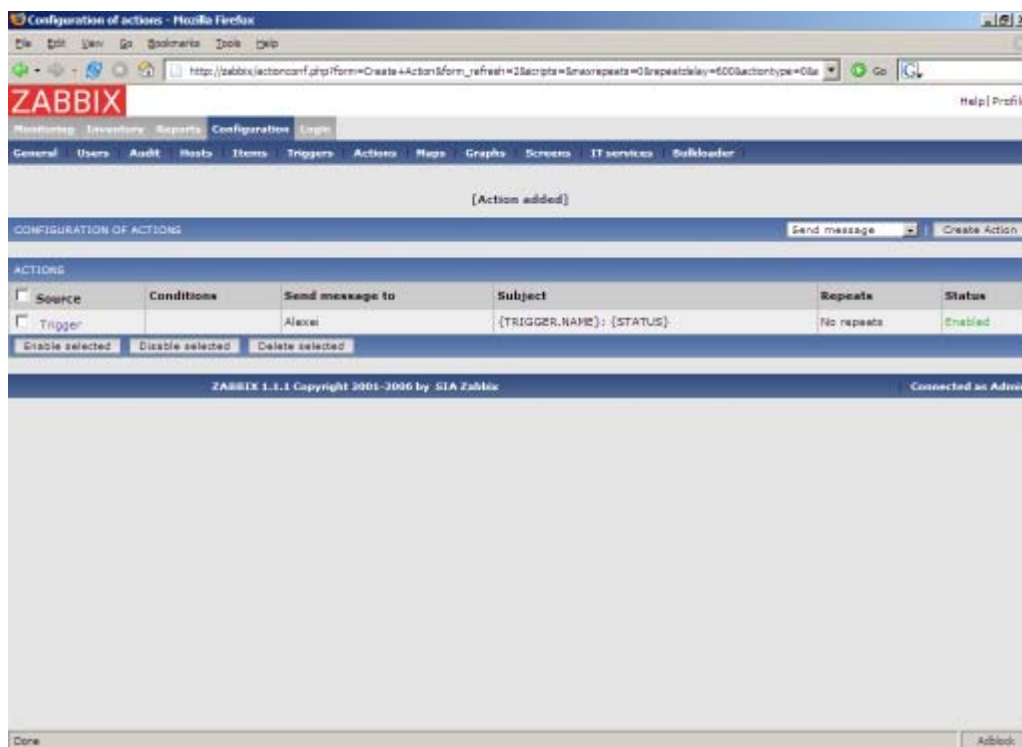 Configuration of actions - Mozilla Firefox
File Edit View Go Bookmarks Tools Help
http://zabbix/actionconf.php?form=Create+Action&form_refresh=2&scripts=&maxrepeats=0&repeatdelay=600&actiontype=0& Go
ZABBIX Help | Profil
Monitoring Inventory Reports Configuration Login
General Users Audit Hosts Items Triggers Actions Maps Graphs Screens IT services Bulkloader
[Action added]
CONFIGURATION OF ACTIONS Send message | Create Action
ACTIONS
Source Conditions Send message to Subject Repeats Status
Trigger Alexei {TRIGGER.NAME}: {STATUS} No repeats Enabled
Enable selected Disable selected Delete selected
ZABBIX 1.1.1 Copyright 2001-2006 by SIA Zabbix Connected as Admi
Done Adblock